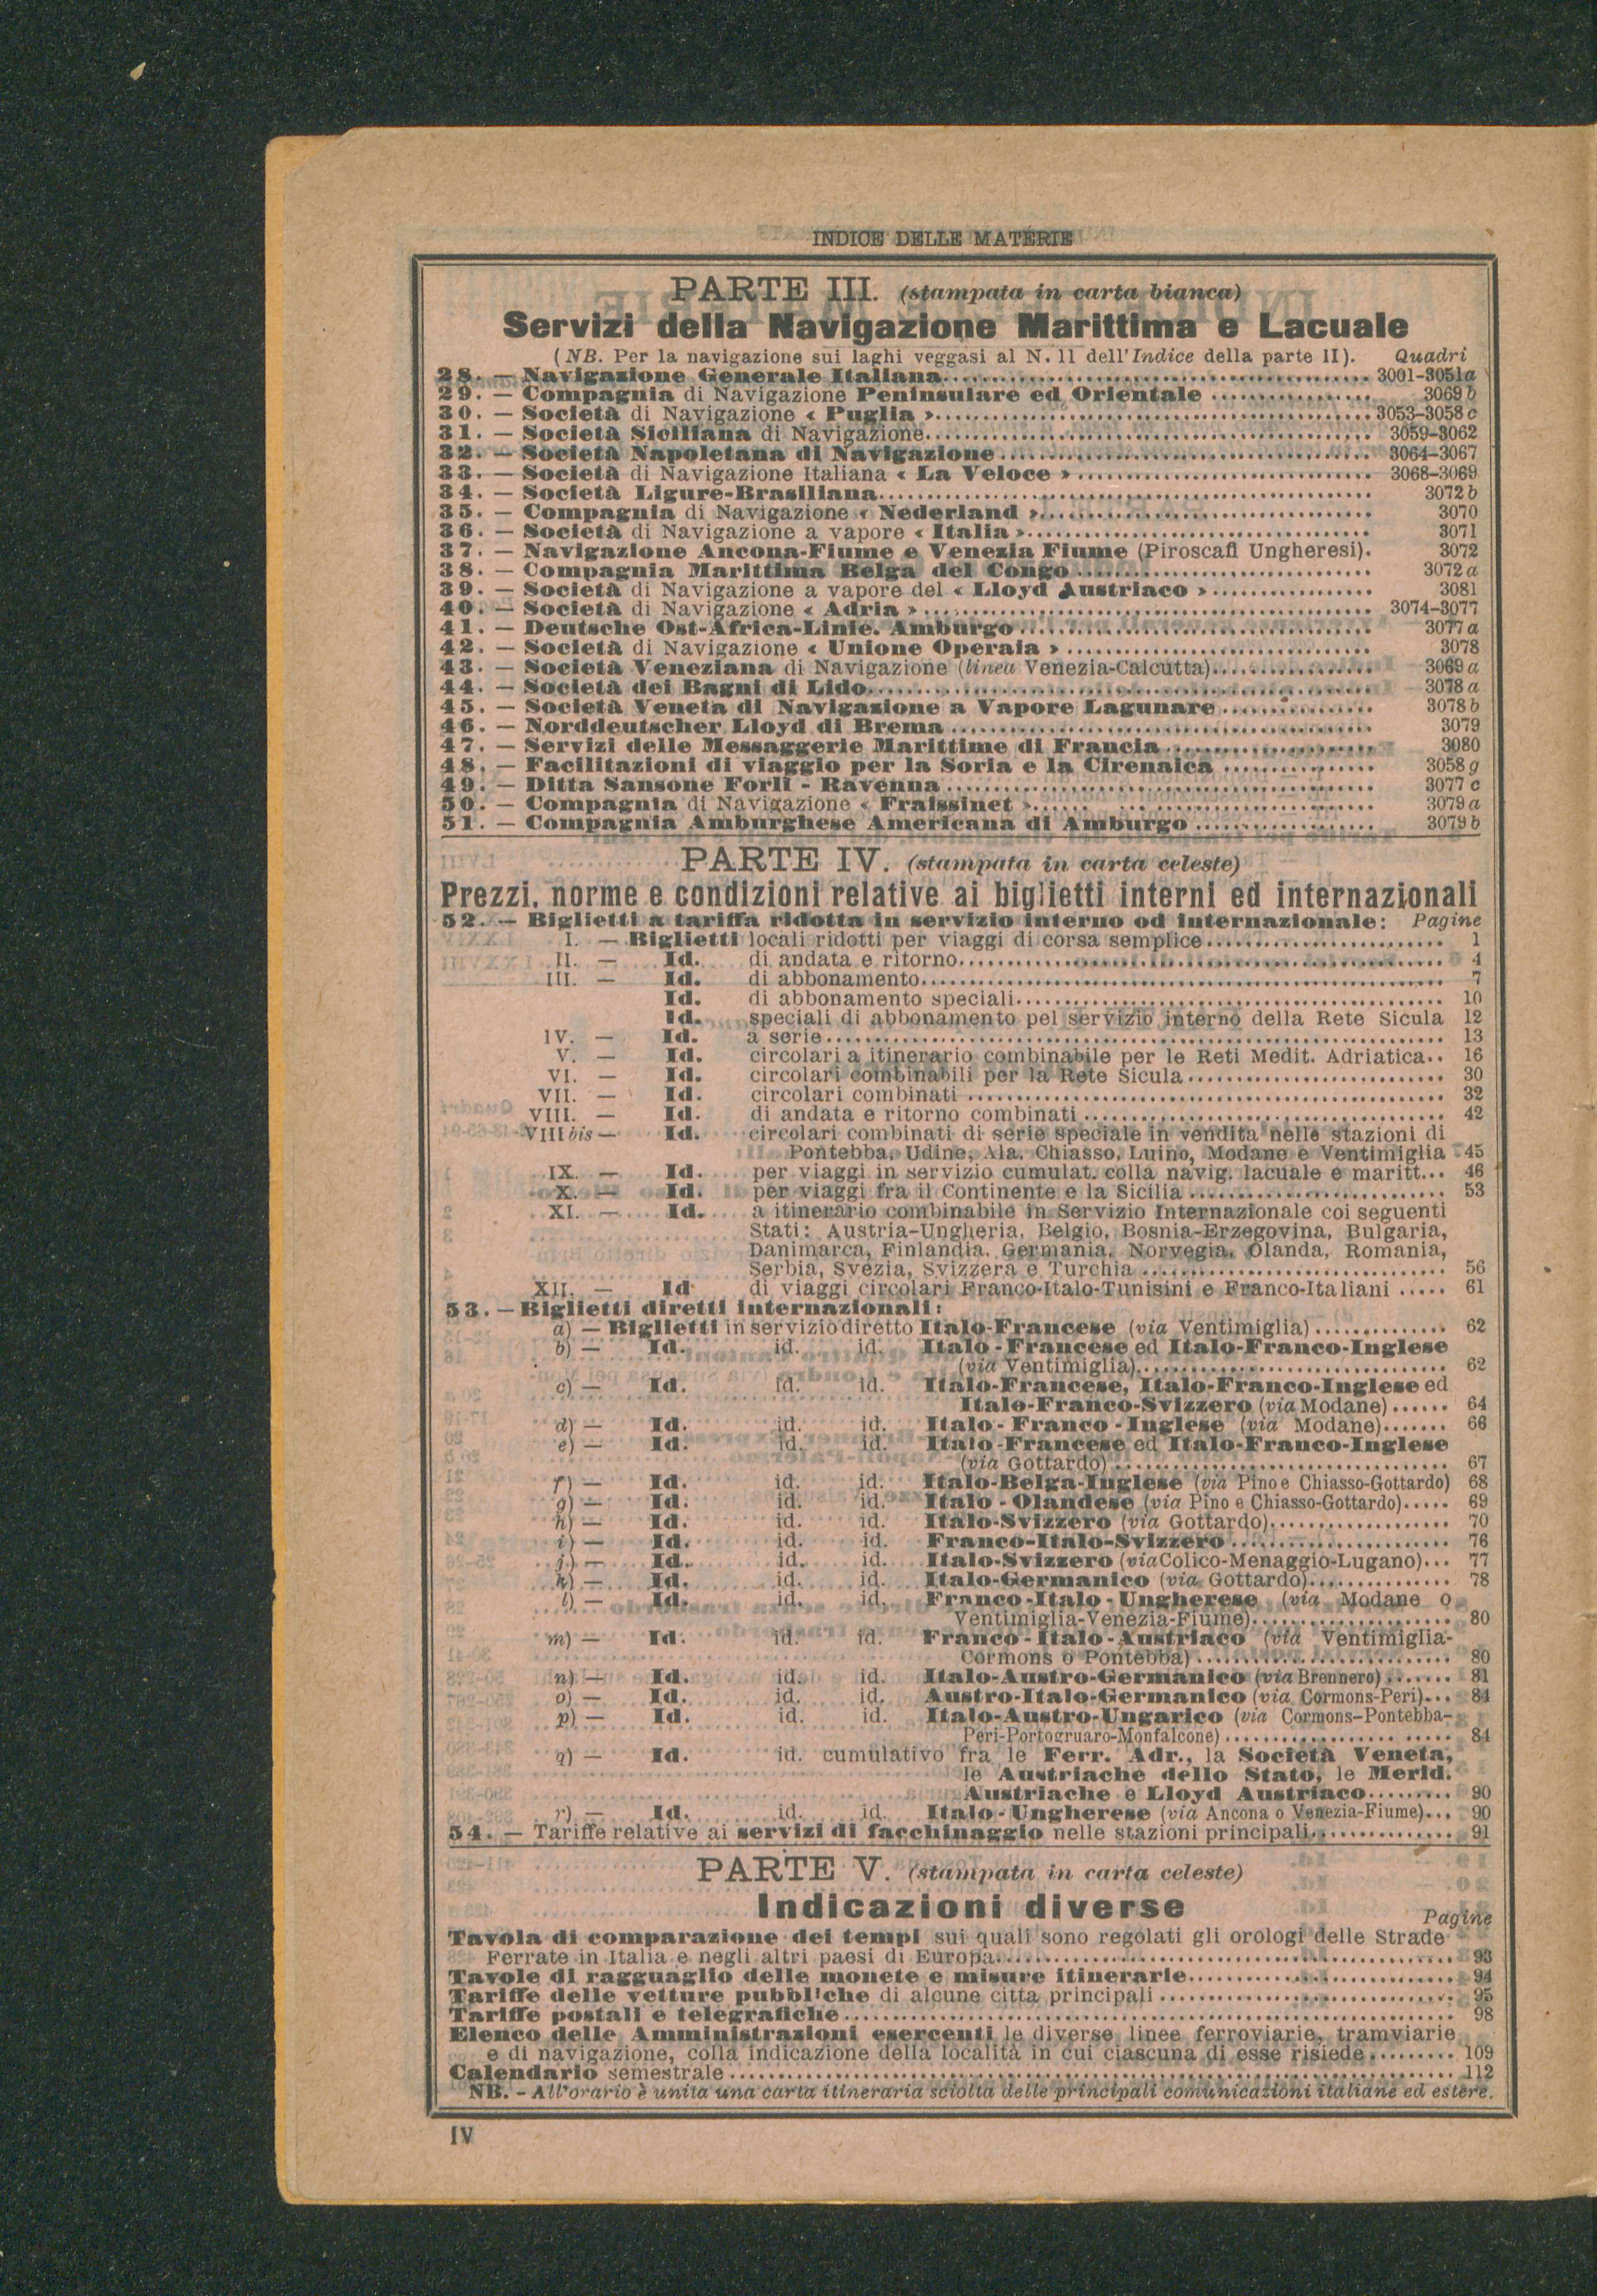 INDICE DELLE MATERIE
PARTE III. (stampata in carta bianca)
Servizi della Navigazione Marittima e Lacuale
(NB. Per la navigazione sui laghi veggasi al N. 11 dell'Indice della parte II). Quadri
28. — Navigazione Generale Italiana........ 3001-3051a
29. — Compagnia di Navigazione Peninsulare ed Orientale ........ 3069 b
30. — Società di Navigazione « Puglia »........ 3053-3058 c
31. — Società Siciliana di Navigazione........ 3059-3062
32. — Società Napoletana di Navigazione........ 3064-3067
33. — Società di Navigazione Italiana « La Veloce »........ 3068-3069
34. — Società Ligure-Brasiliana........ 3072 b
35. — Compagnia di Navigazione « Nederland »........ 3070
36. — Società di Navigazione a vapore « Italia »........ 3071
37. — Navigazione Ancona-Fiume e Venezia Fiume (Piroscafi Ungheresi). 3072
38. — Compagnia Marittima Belga del Congo........ 3072 a
39. — Società di Navigazione a vapore del « Lloyd Austriaco »........ 3081
40. — Società di Navigazione « Adria »........ 3074-3077
41. — Deutsche Ost-Africa-Linie. Amburgo........ 3077 a
42. — Società di Navigazione « Unione Operaia »........ 3078
43. — Società Veneziana di Navigazione (linea Venezia-Calcutta)........ 3069 a
44. — Società dei Bagni di Lido........ 3078 a
45. — Società Veneta di Navigazione a Vapore Lagunare........ 3078 b
46. — Norddeutscher Lloyd di Brema........ 3079
47. — Servizi delle Messaggerie Marittime di Francia........ 3080
48. — Facilitazioni di viaggio per la Soria e la Cirenaica ........ 3058 g
49. — Ditta Sansone Forlì - Ravenna........ 3077 c
50. — Compagnia di Navigazione « Fraissinet »........ 3079 a
51. — Compagnia Amburghese Americana di Amburgo ........ 3079 b
PARTE IV. (stampata in carta celeste)
Prezzi, norme e condizioni relative ai biglietti interni ed internazionali
52. — Biglietti a tariffa ridotta in servizio interno od internazionale: Pagine
I. — Biglietti locali ridotti per viaggi di corsa semplice........ 1
II. — Id. di andata e ritorno........ 4
III. — Id. di abbonamento........ 7
Id. di abbonamento speciali........ 10
Id. speciali di abbonamento pel servizio interno della Rete Sicula 12
IV. — Id. a serie........ 13
V. — Id. circolari a itinerario combinabile per le Reti Medit. Adriatica.. 16
VI. — Id. circolari combinabili per la Rete Sicula........ 30
VII. — Id. circolari combinati ........ 32
VIII. — Id. di andata e ritorno combinati ........ 42
VIII bis — Id. circolari combinati di serie speciale in vendita nelle stazioni di
Pontebba, Udine, Ala, Chiasso, Luino, Modane e Ventimiglia 45
IX. — Id. per viaggi in servizio cumulat. colla navig. lacuale e maritt... 46
X. — Id. per viaggi fra il Continente e la Sicilia ........ 53
XI. — Id. a itinerario combinabile in Servizio Internazionale coi seguenti
Stati: Austria-Ungheria, Belgio, Bosnia-Erzegovina, Bulgaria,
Danimarca, Finlandia, Germania, Norvegia, Olanda, Romania,
Serbia, Svezia, Svizzera e Turchia ........ 56
XII. — Id di viaggi circolari Franco-Italo-Tunisini e Franco-Italiani ..... 61
53. — Biglietti diretti internazionali:
a) — Biglietti in servizio diretto Italo-Francese (via Ventimiglia)........ 62
b) — Id. id. id. Italo-Francese ed Italo-Franco-Inglese
(via Ventimiglia)........ 62
c) — Id. id. id. Italo-Francese, Italo-Franco-Inglese ed
Italo-Franco-Svizzero (via Modane)...... 64
d) — Id. id. id. Italo-Franco-Inglese (via Modane)....... 66
e) — Id. id. id. Italo-Francese ed Italo-Franco-Inglese
(via Gottardo)........ 67
f) — Id. id. id. Italo-Belga-Inglese (via Pino e Chiasso-Gottardo) 68
g) — Id. id. id. Italo-Olandese (via Pino e Chiasso-Gottardo)..... 69
h) — Id. id. id. Italo-Svizzero (via Gottardo)........ 70
i) — Id. id. id. Franco-Italo-Svizzero ........ 76
j) — Id. id. id. Italo-Svizzero (via Colico-Menaggio-Lugano)... 77
k) — Id. id. id. Italo-Germanico (via Gottardo)........ 78
l) — Id. id. id. Franco-Italo-Ungherese (via Modane o
Ventimiglia-Venezia-Fiume)........ 80
m) — Id. id. id. Franco-Italo-Austriaco (via Ventimiglia-
Cormons o Pontebba)........ 80
n) — Id. id. id. Italo-Austro-Germanico (via Brennero)....... 81
o) — Id. id. id. Austro-Italo-Germanico (via Cormons-Peri)... 84
p) — Id. id. id. Italo-Austro-Ungarico (via Cormons-Pontebba-
Peri-Portogruaro-Monfalcone)........ 84
q) — Id. id. cumulativo fra le Ferr. Adr., la Società Veneta,
le Austriache dello Stato, le Merid.
Austriache e Lloyd Austriaco......... 90
r) — Id. id. id. Italo-Ungherese (via Ancona o Venezia-Fiume)... 90
54. — Tariffe relative ai servizi di facchinaggio nelle stazioni principali........ 91
PARTE V. (stampata in carta celeste)
Indicazioni diverse
Pagine
Tavola di comparazione dei tempi sui quali sono regolati gli orologi delle Strade
Ferrate in Italia e negli altri paesi di Europa........ 93
Tavole di ragguaglio delle monete e misure itinerarie........ 94
Tariffe delle vetture pubbliche di alcune città principali........ 95
Tariffe postali e telegrafiche........ 98
Elenco delle Amministrazioni esercenti le diverse linee ferroviarie, tramviarie
e di navigazione, colla indicazione della località in cui ciascuna di esse risiede......... 109
Calendario semestrale........ 112
NB. - All'orario è unita una carta itineraria sciolta delle principali comunicazioni italiane ed estere.
IV